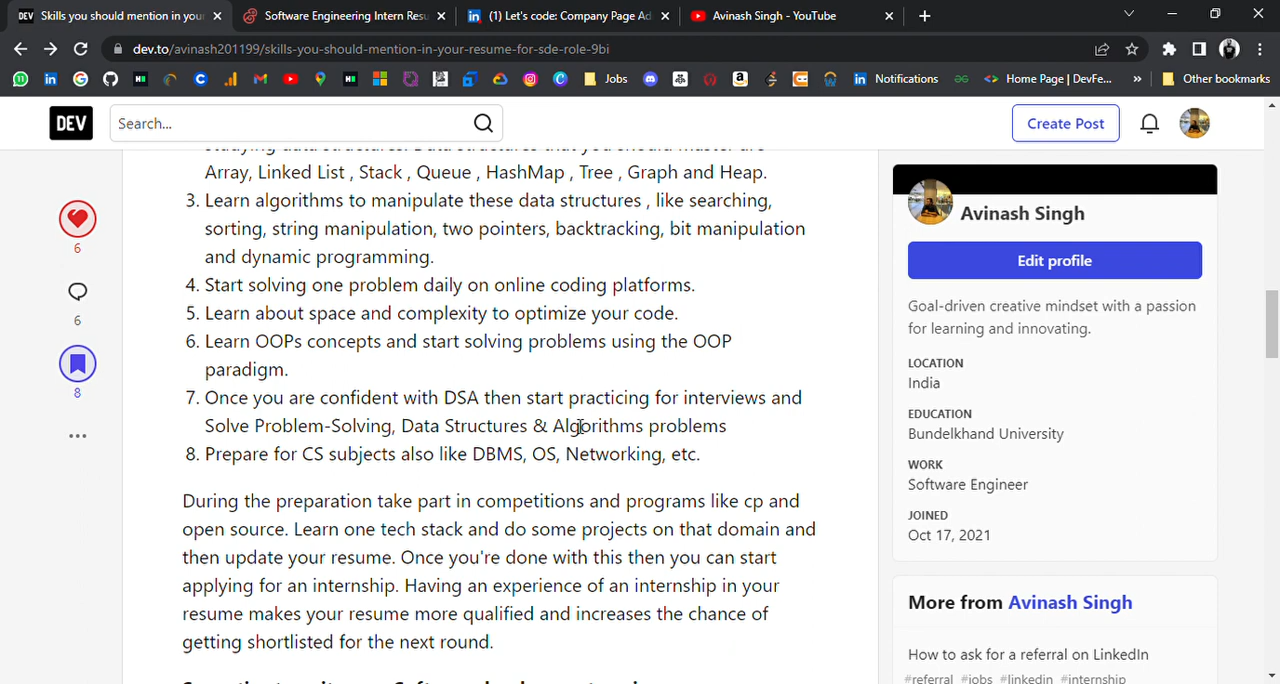 Skills you should mention in your
Software Engineering Intern Resu
(1) Let's code: Company Page Ad
Avinash Singh - YouTube
dev.to/avinash201199/skills-you-should-mention-in-your-resume-for-sde-role-9bi
Jobs
Notifications
Home Page | DevFe...
Other bookmarks
DEV
Search...
Create Post
Array, Linked List , Stack , Queue , HashMap , Tree , Graph and Heap.
3. Learn algorithms to manipulate these data structures , like searching,
sorting, string manipulation, two pointers, backtracking, bit manipulation
and dynamic programming.
4. Start solving one problem daily on online coding platforms.
5. Learn about space and complexity to optimize your code.
6. Learn OOPs concepts and start solving problems using the OOP
paradigm.
7. Once you are confident with DSA then start practicing for interviews and
Solve Problem-Solving, Data Structures & Algorithms problems
8. Prepare for CS subjects also like DBMS, OS, Networking, etc.
During the preparation take part in competitions and programs like cp and
open source. Learn one tech stack and do some projects on that domain and
then update your resume. Once you're done with this then you can start
applying for an internship. Having an experience of an internship in your
resume makes your resume more qualified and increases the chance of
getting shortlisted for the next round.
6
6
8
Avinash Singh
Edit profile
Goal-driven creative mindset with a passion
for learning and innovating.
LOCATION
India
EDUCATION
Bundelkhand University
WORK
Software Engineer
JOINED
Oct 17, 2021
More from Avinash Singh
How to ask for a referral on LinkedIn
#referral #jobs #linkedin #internship